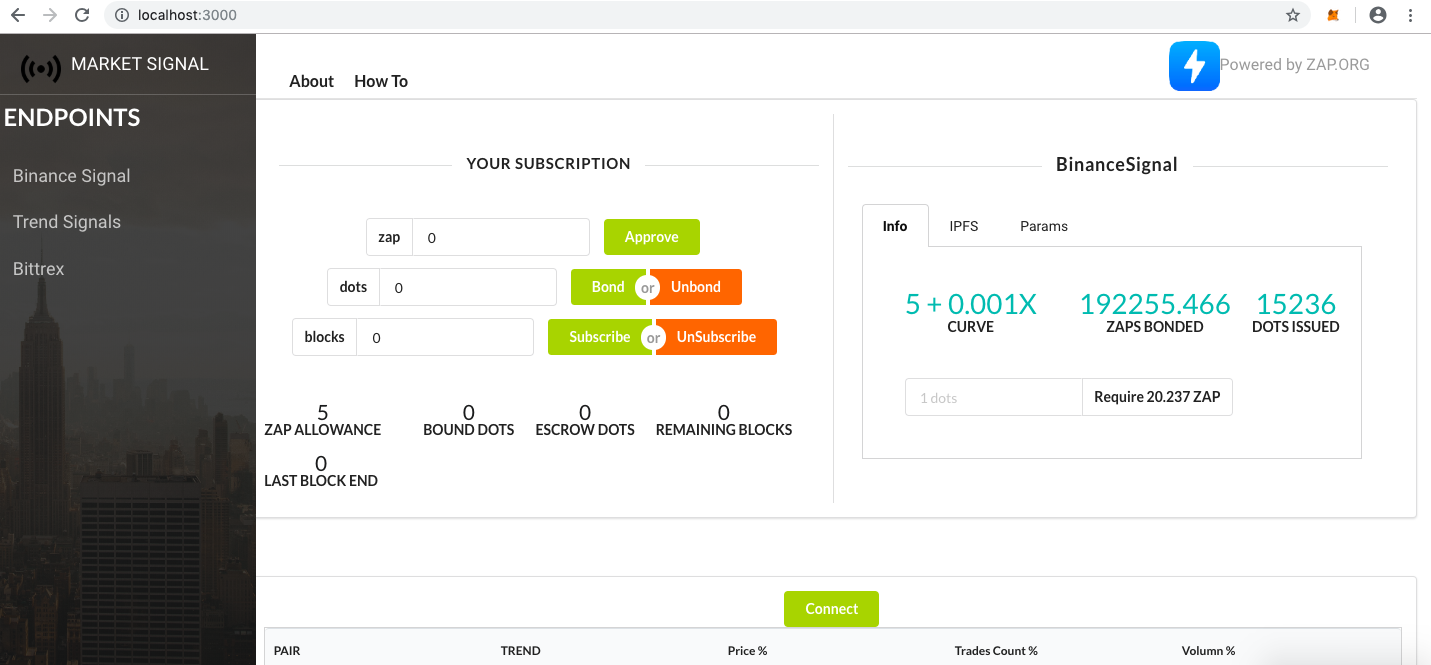 localhost:3000
MARKET SIGNAL
ENDPOINTS
Binance Signal
Trend Signals
Bittrex
About How To
Powered by ZAP.ORG
YOUR SUBSCRIPTION
zap 0 Approve
dots 0 Bond or Unbond
blocks 0 Subscribe or UnSubscribe
5 0 0 0
ZAP ALLOWANCE BOUND DOTS ESCROW DOTS REMAINING BLOCKS
0
LAST BLOCK END
BinanceSignal
Info IPFS Params
5 + 0.001X 192255.466 15236
CURVE ZAPS BONDED DOTS ISSUED
1 dots Require 20.237 ZAP
Connect
PAIR TREND Price % Trades Count % Volumn %